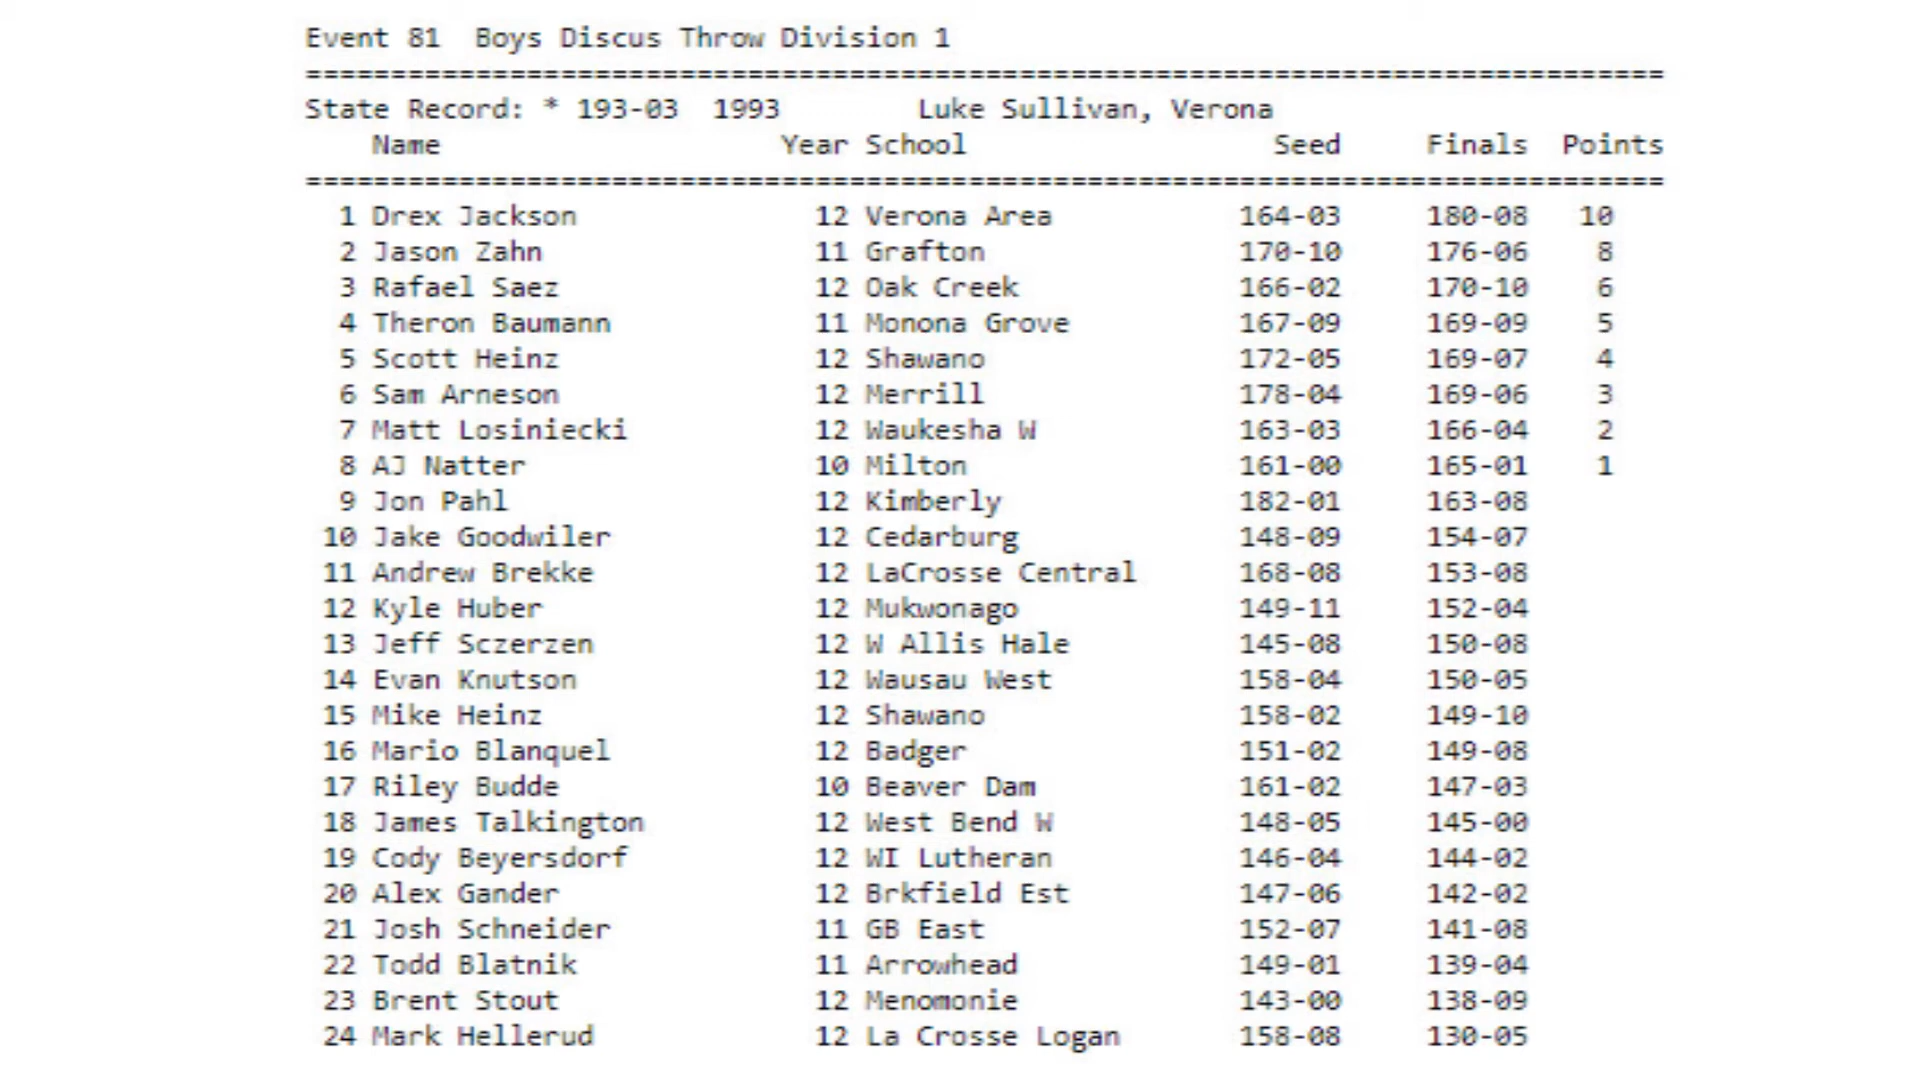 Event 81  Boys Discus Throw Division 1
================================================================================
State Record: * 193-03  1993        Luke Sullivan, Verona
    Name                    Year School                  Seed     Finals  Points
================================================================================
  1 Drex Jackson              12 Verona Area           164-03     180-08   10
  2 Jason Zahn                11 Grafton               170-10     176-06    8
  3 Rafael Saez               12 Oak Creek             166-02     170-10    6
  4 Theron Baumann            11 Monona Grove          167-09     169-09    5
  5 Scott Heinz               12 Shawano               172-05     169-07    4
  6 Sam Arneson               12 Merrill               178-04     169-06    3
  7 Matt Losiniecki           12 Waukesha W            163-03     166-04    2
  8 AJ Natter                 10 Milton                161-00     165-01    1
  9 Jon Pahl                  12 Kimberly              182-01     163-08
 10 Jake Goodwiler            12 Cedarburg             148-09     154-07
 11 Andrew Brekke             12 LaCrosse Central      168-08     153-08
 12 Kyle Huber                12 Mukwonago             149-11     152-04
 13 Jeff Sczerzen             12 W Allis Hale          145-08     150-08
 14 Evan Knutson              12 Wausau West           158-04     150-05
 15 Mike Heinz                12 Shawano               158-02     149-10
 16 Mario Blanquel            12 Badger                151-02     149-08
 17 Riley Budde               10 Beaver Dam            161-02     147-03
 18 James Talkington          12 West Bend W           148-05     145-00
 19 Cody Beyersdorf           12 WI Lutheran           146-04     144-02
 20 Alex Gander               12 Brkfield Est          147-06     142-02
 21 Josh Schneider            11 GB East               152-07     141-08
 22 Todd Blatnik              11 Arrowhead             149-01     139-04
 23 Brent Stout               12 Menomonie             143-00     138-09
 24 Mark Hellerud             12 La Crosse Logan       158-08     130-05